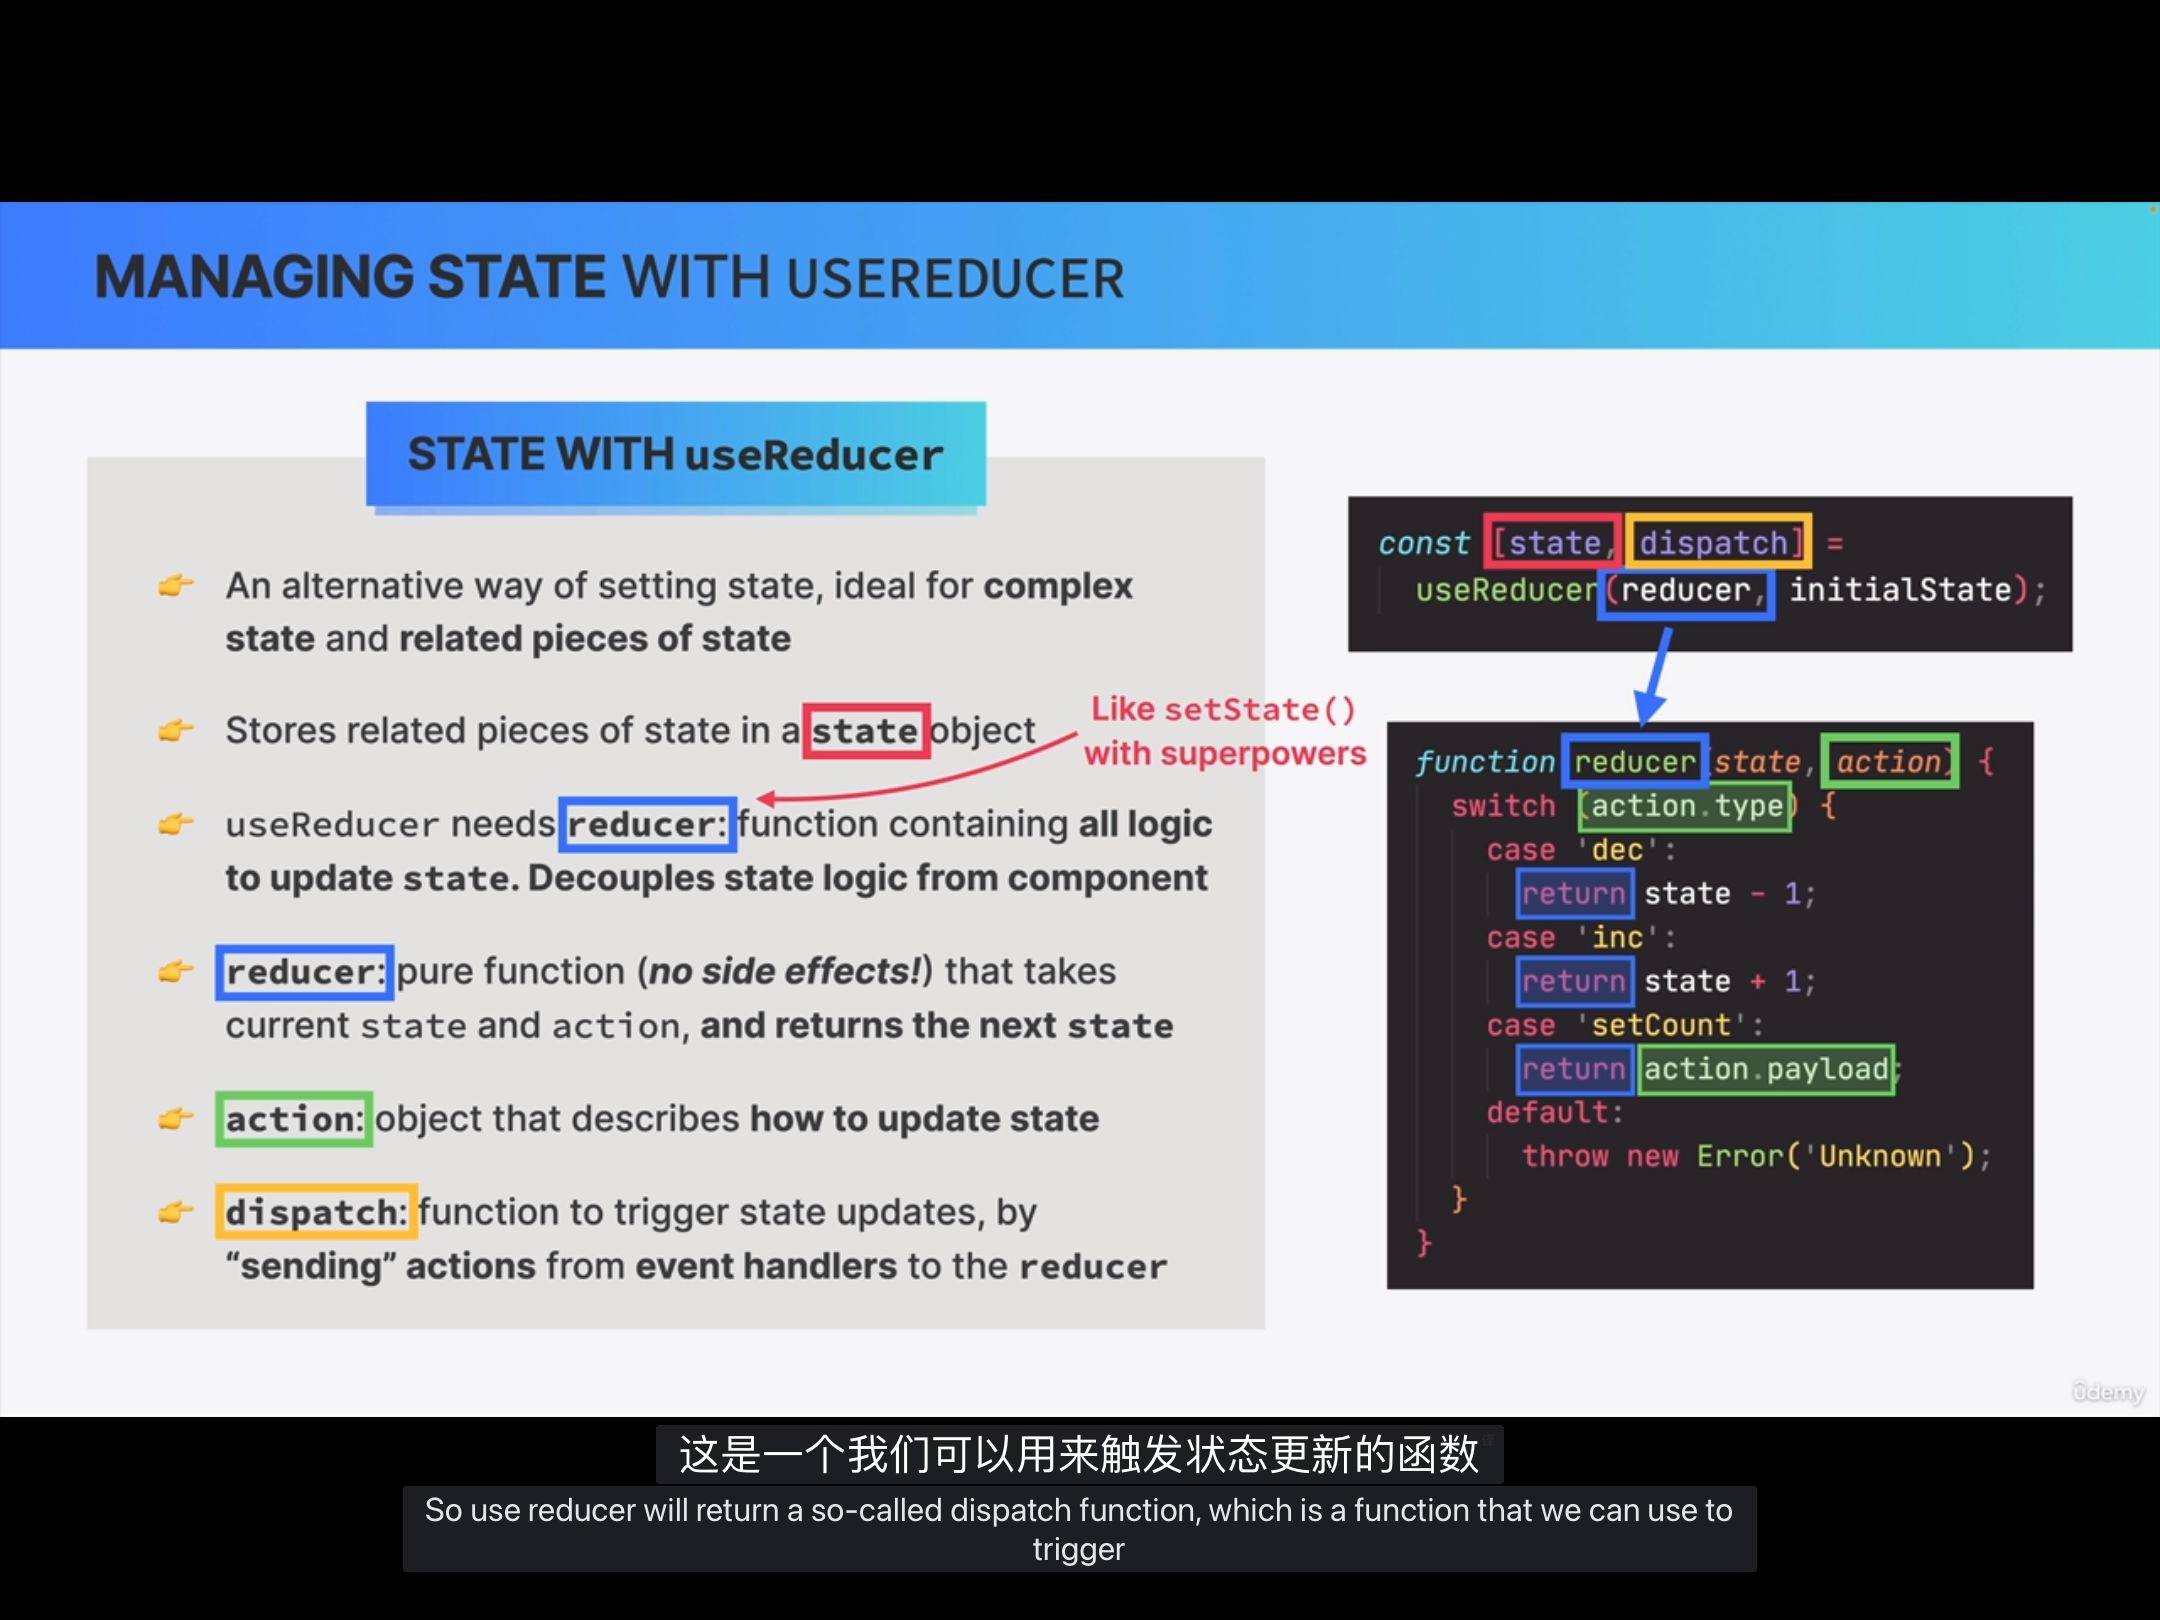 MANAGING STATE WITH USEREDUCER
STATE WITH useReducer
An alternative way of setting state, ideal for complex
state and related pieces of state
Stores related pieces of state in a state object
useReducer needs reducer: function containing all logic
to update state. Decouples state logic from component
reducer: pure function (no side effects!) that takes
current state and action, and returns the next state
action: object that describes how to update state
dispatch: function to trigger state updates, by
“sending” actions from event handlers to the reducer
Like setState()
with superpowers
const [state, dispatch] =
useReducer(reducer, initialState);
function reducer(state, action) {
switch (action.type) {
case 'dec':
return state - 1;
case 'inc':
return state + 1;
case 'setCount':
return action.payload;
default:
throw new Error('Unknown');
}
}
ûdemy
这是一个我们可以用来触发状态更新的函数
So use reducer will return a so-called dispatch function, which is a function that we can use to
trigger